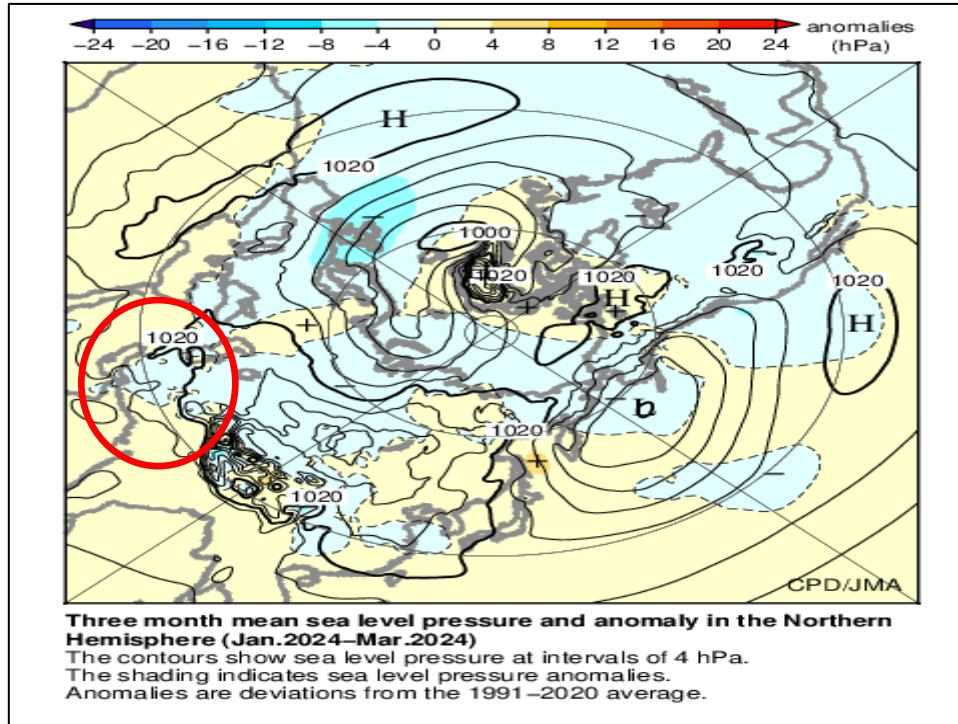 anomalies
(hPa)
−24 −20 −16 −12 −8 −4 0 4 8 12 16 20 24
H
1020
1000
1020
1020
1020
1020
H
H
1020
1020
1020
CPD/JMA
Three month mean sea level pressure and anomaly in the Northern
Hemisphere (Jan.2024−Mar.2024)
The contours show sea level pressure at intervals of 4 hPa.
The shading indicates sea level pressure anomalies.
Anomalies are deviations from the 1991−2020 average.